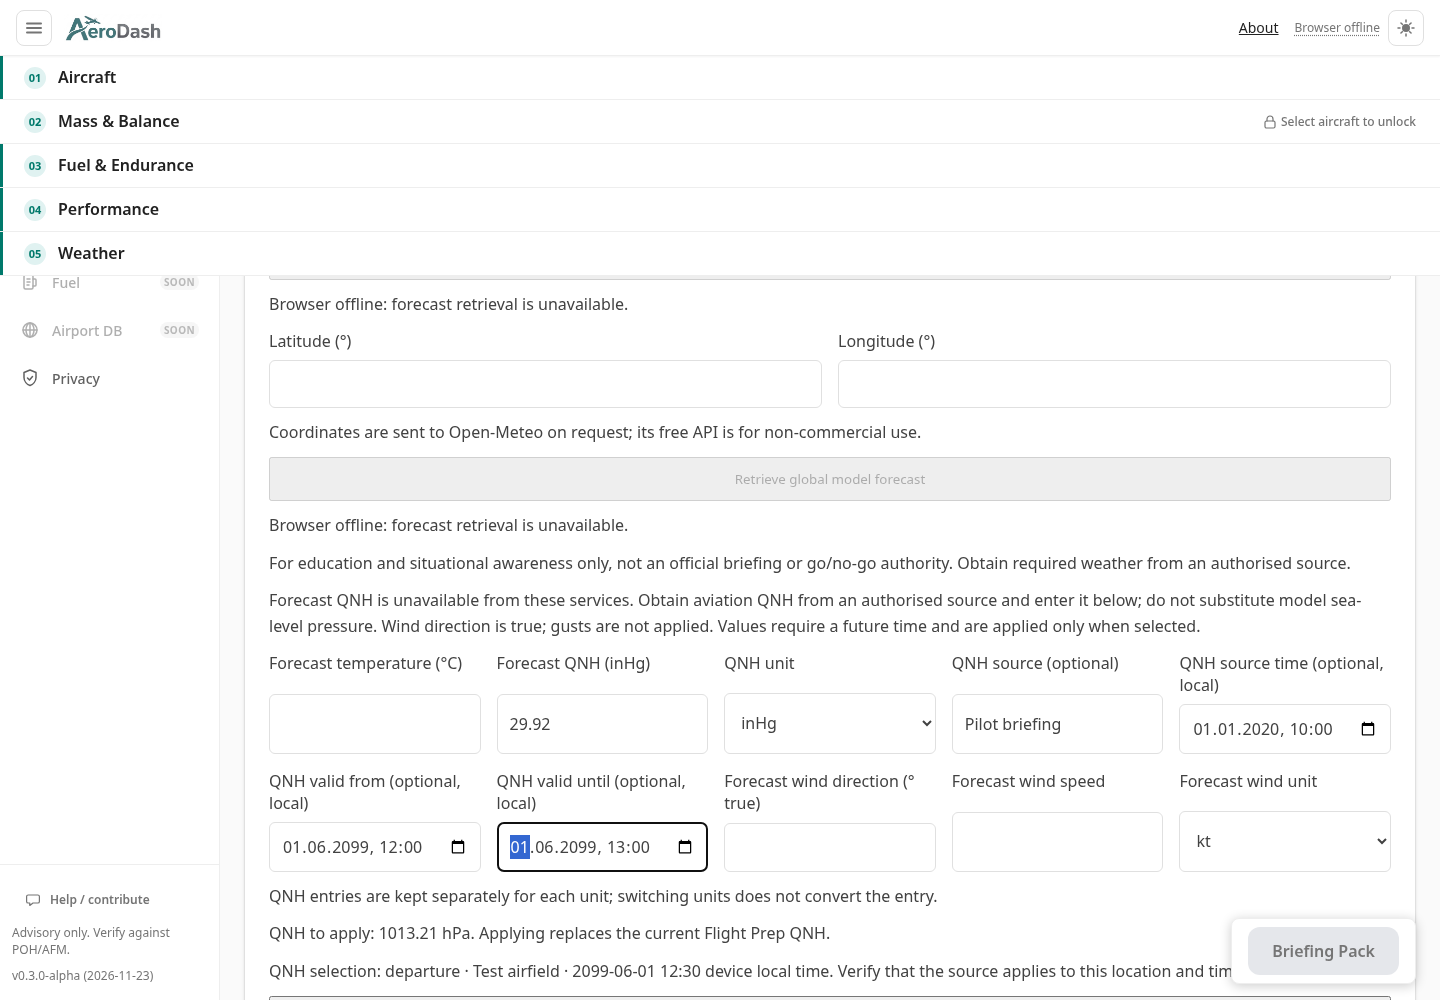 AeroDash
About
Browser offline
01 Aircraft
02 Mass & Balance
Select aircraft to unlock
03 Fuel & Endurance
04 Performance
05 Weather
Fuel
SOON
Airport DB
SOON
Privacy
Browser offline: forecast retrieval is unavailable.
Latitude (°)
Longitude (°)
Coordinates are sent to Open-Meteo on request; its free API is for non-commercial use.
Retrieve global model forecast
Browser offline: forecast retrieval is unavailable.
For education and situational awareness only, not an official briefing or go/no-go authority. Obtain required weather from an authorised source.
Forecast QNH is unavailable from these services. Obtain aviation QNH from an authorised source and enter it below; do not substitute model sea-
level pressure. Wind direction is true; gusts are not applied. Values require a future time and are applied only when selected.
Forecast temperature (°C)
Forecast QNH (inHg)
29.92
QNH unit
inHg
QNH source (optional)
Pilot briefing
QNH source time (optional,
local)
01.01.2020, 10:00
QNH valid from (optional,
local)
01.06.2099, 12:00
QNH valid until (optional,
local)
01.06.2099, 13:00
Forecast wind direction (°
true)
Forecast wind speed
Forecast wind unit
kt
QNH entries are kept separately for each unit; switching units does not convert the entry.
QNH to apply: 1013.21 hPa. Applying replaces the current Flight Prep QNH.
QNH selection: departure · Test airfield · 2099-06-01 12:30 device local time. Verify that the source applies to this location and tim
Help / contribute
Advisory only. Verify against
POH/AFM.
v0.3.0-alpha (2026-11-23)
Briefing Pack